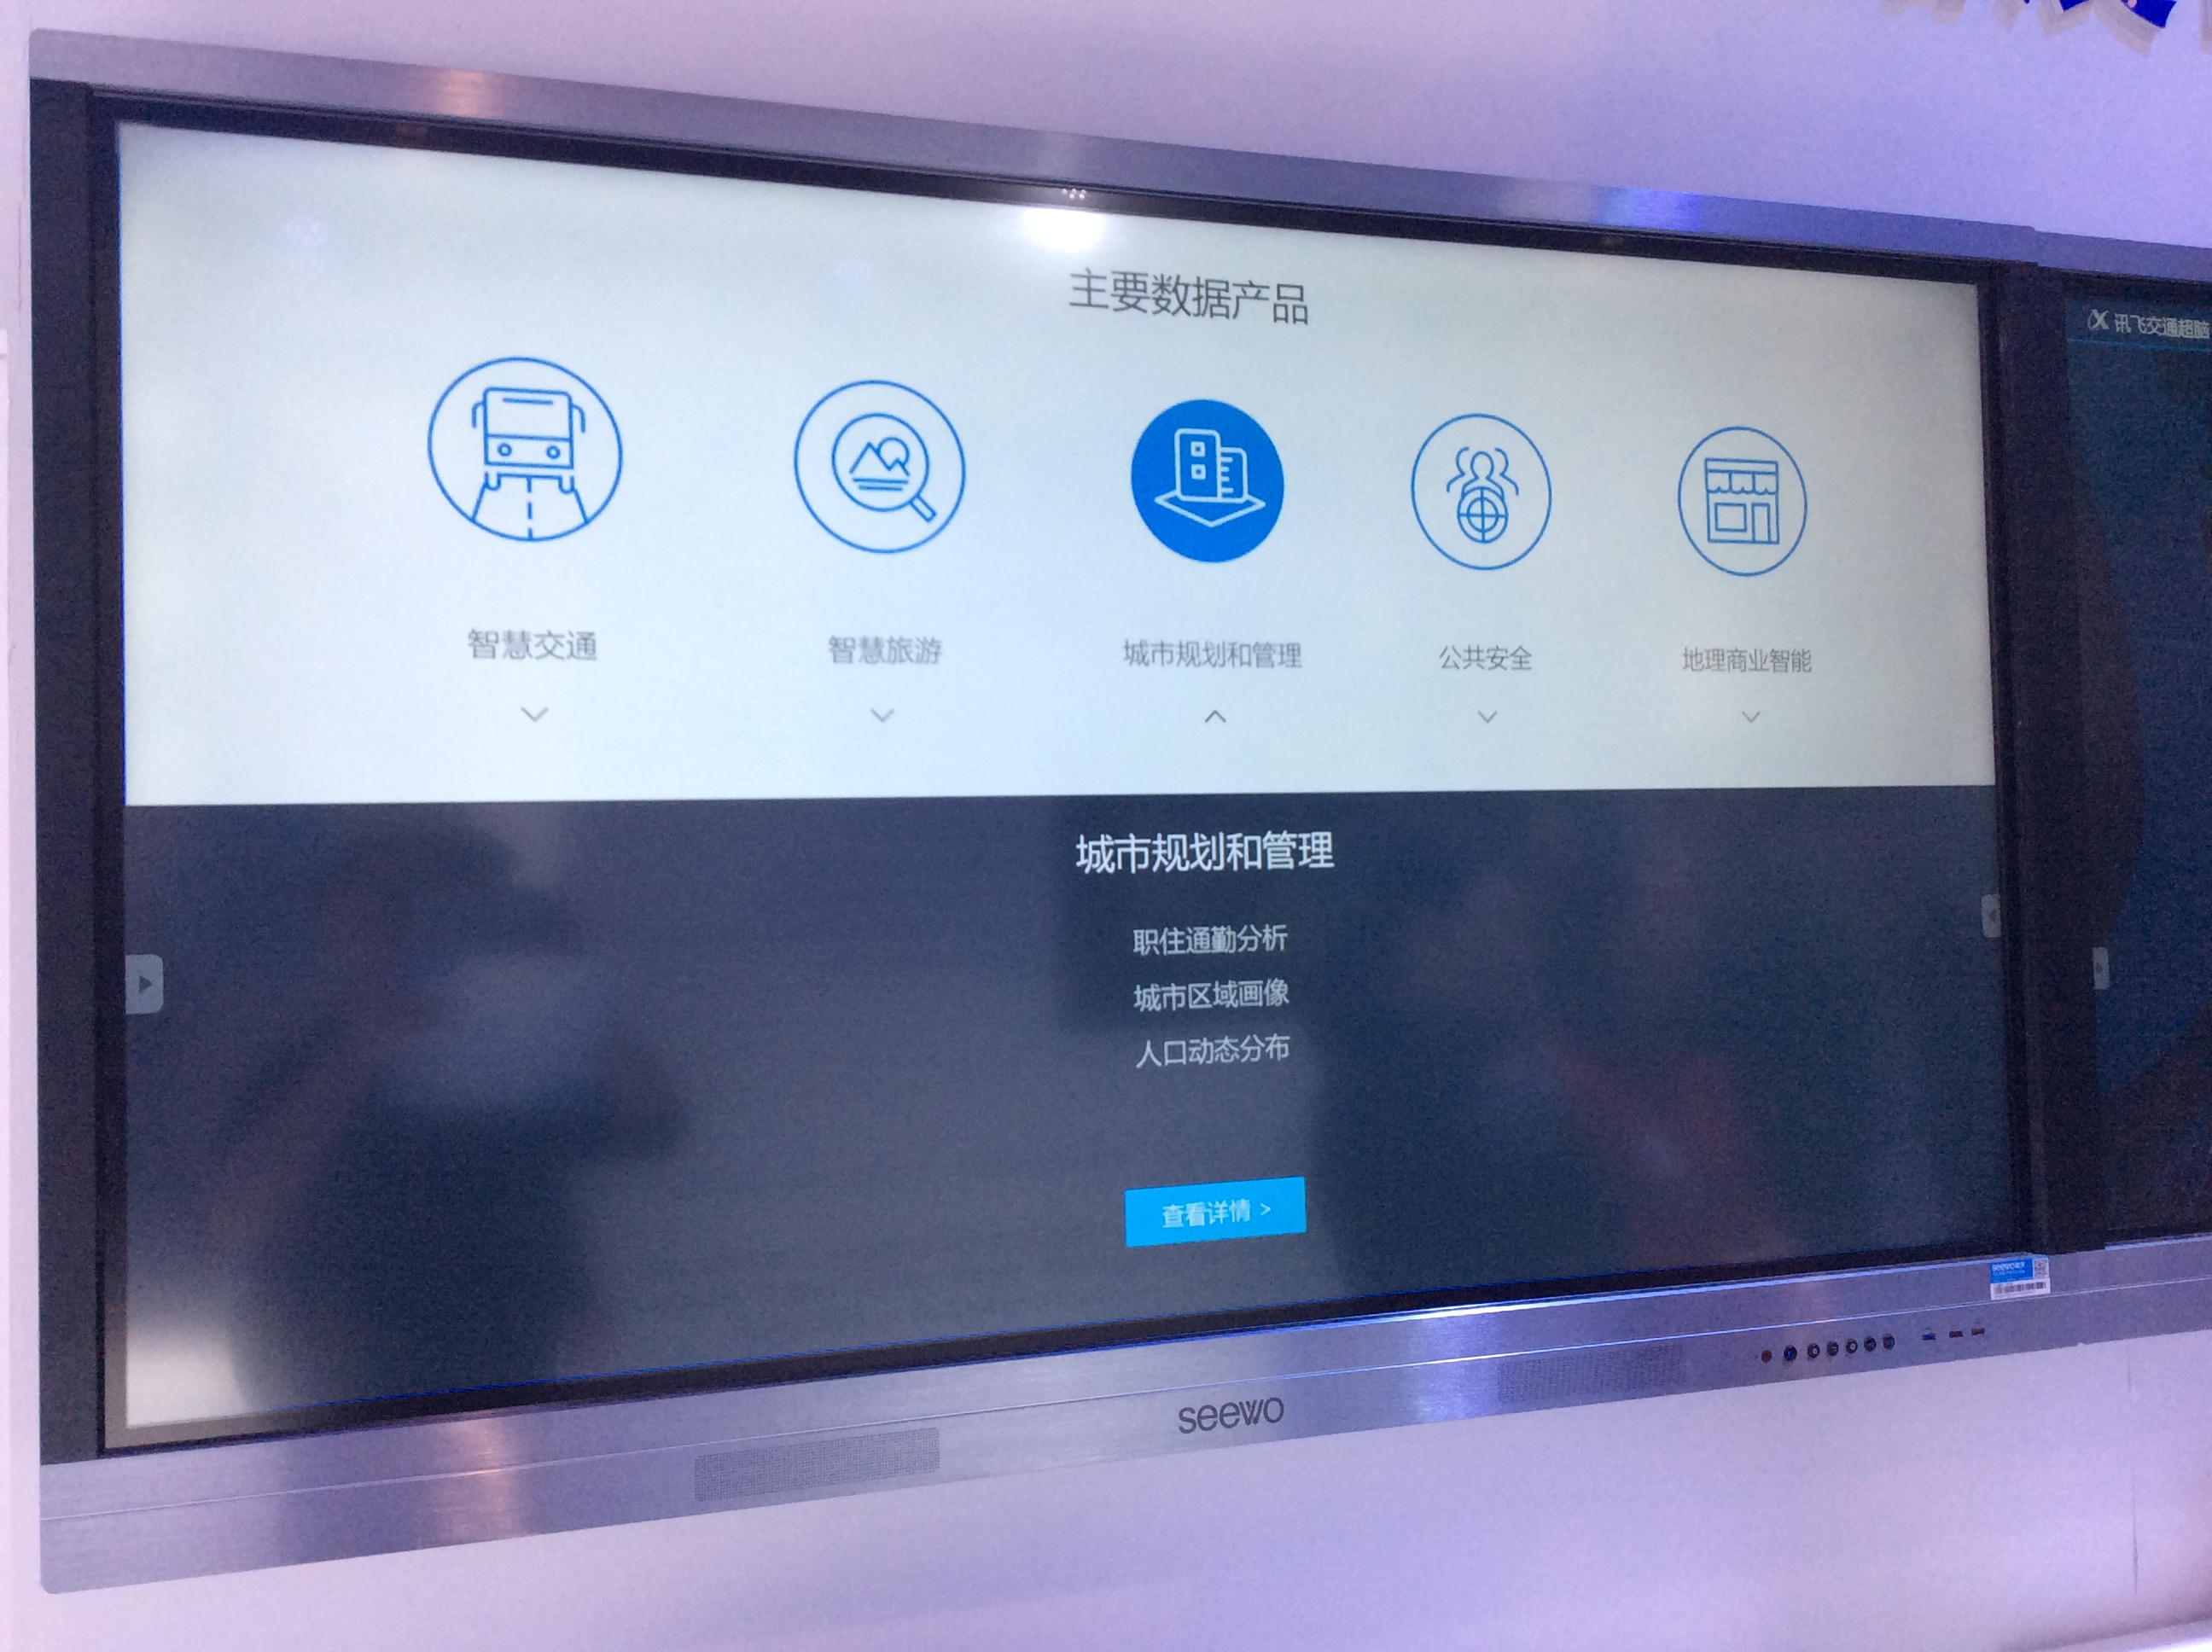 主要数据产品
讯飞交通超脑
智慧交通
智慧旅游
城市规划和管理
公共安全
地理商业智能
城市规划和管理
职住通勤分析
城市区域画像
人口动态分布
查看详情 >
seewo